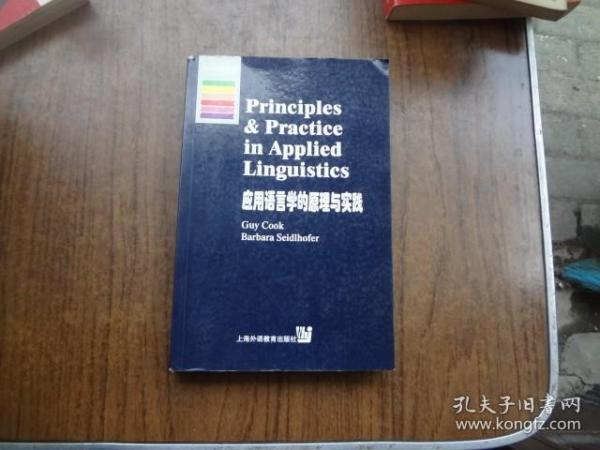 Principles
& Practice
in Applied
Linguistics
应用语言学的原理与实践
Guy Cook
Barbara Seidlhofer
上海外语教育出版社
孔夫子旧书网
www.kongfz.com